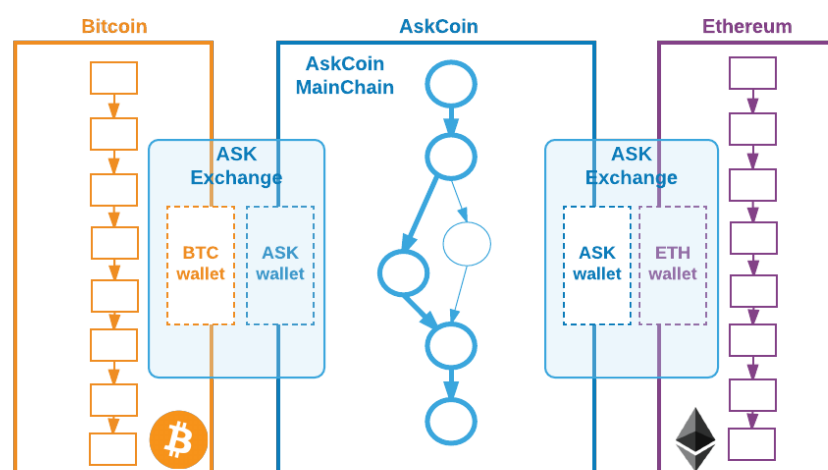 Bitcoin
AskCoin
Ethereum
AskCoin
MainChain
ASK
Exchange
BTC
wallet
ASK
wallet
ASK
Exchange
ASK
wallet
ETH
wallet